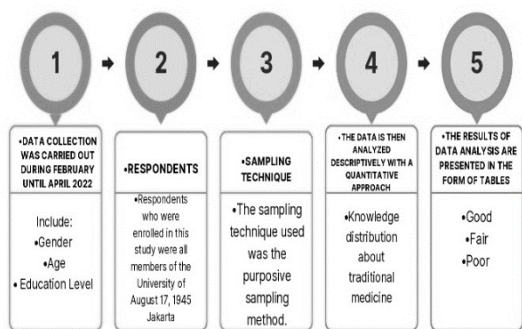 1
•DATA COLLECTION
WAS CARRIED OUT
DURING FEBRUARY
UNTIL APRIL 2022
Include:
•Gender
•Age
• Education Level
2
•RESPONDENTS
•Respondents
who were
enrolled in this
study were all
members of the
University of
August 17, 1945
Jakarta
3
•SAMPLING
TECHNIQUE
•The sampling
technique used
was the
purposive
sampling
method.
4
•THE DATA IS THEN
ANALYZED
DESCRIPTIVELY WITH A
QUANTITATIVE
APPROACH
•Knowledge
distribution
about
traditional
medicine
5
•THE RESULTS OF
DATA ANALYSIS ARE
PRESENTED IN THE
FORM OF TABLES
•Good
•Fair
•Poor